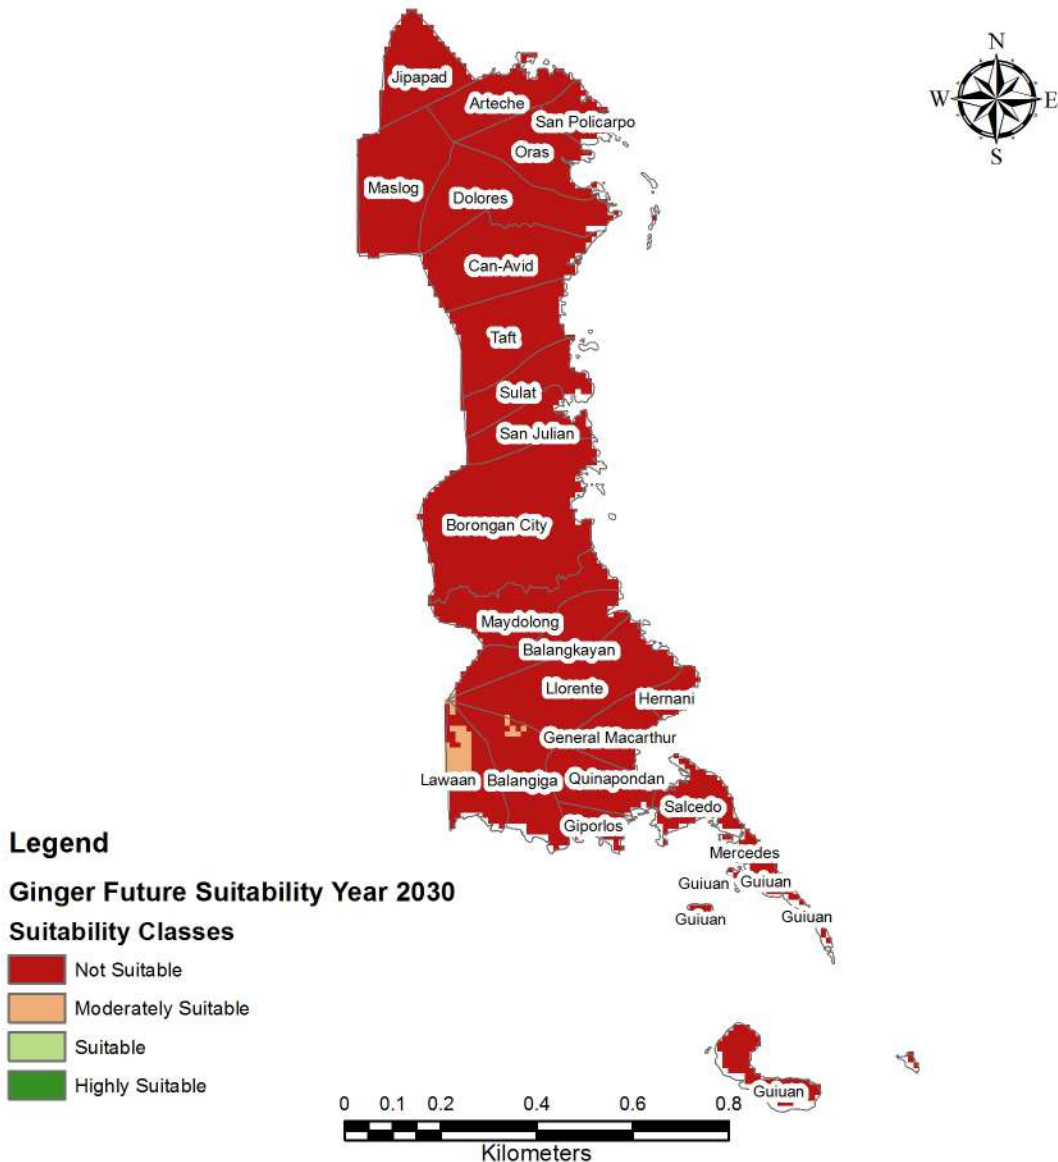 N
W
E
S
Jipapad
Arteche
San Policarpo
Oras
Maslog
Dolores
Can-Avid
Taft
Sulat
San Julian
Borongan City
Maydolong
Balangkayan
Llorente
Hernani
General Macarthur
Lawaan
Balangiga
Quinapondan
Salcedo
Giporlos
Mercedes
Guiuan
Guiuan
Guiuan
Guiuan
Guiuan
Legend
Ginger Future Suitability Year 2030
Suitability Classes
Not Suitable
Moderately Suitable
Suitable
Highly Suitable
0 0.1 0.2 0.4 0.6 0.8
Kilometers